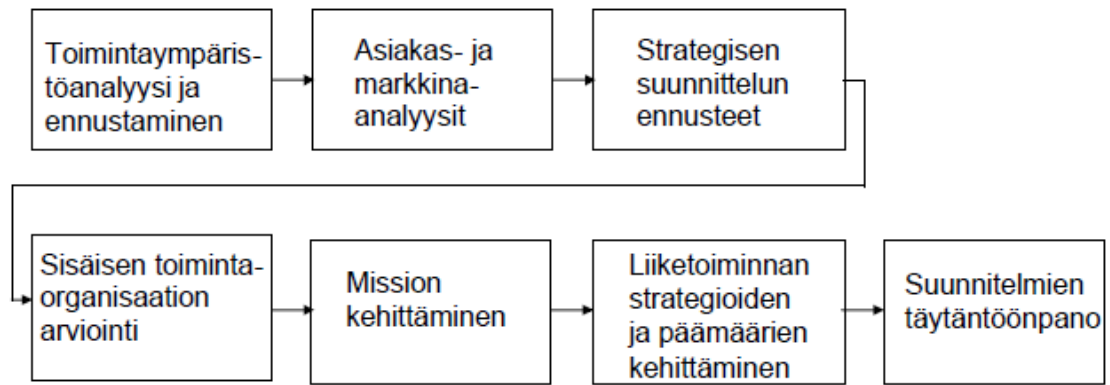 Toimintaympäris-
töanalyysi ja
ennustaminen
Asiakas- ja
markkina-
analyysit
Strategisen
suunnittelun
ennusteet
Sisäisen toiminta-
organisaation
arviointi
Mission
kehittäminen
Liiketoiminnan
strategioiden
ja päämäärien
kehittäminen
Suunnitelmien
täytäntöönpano